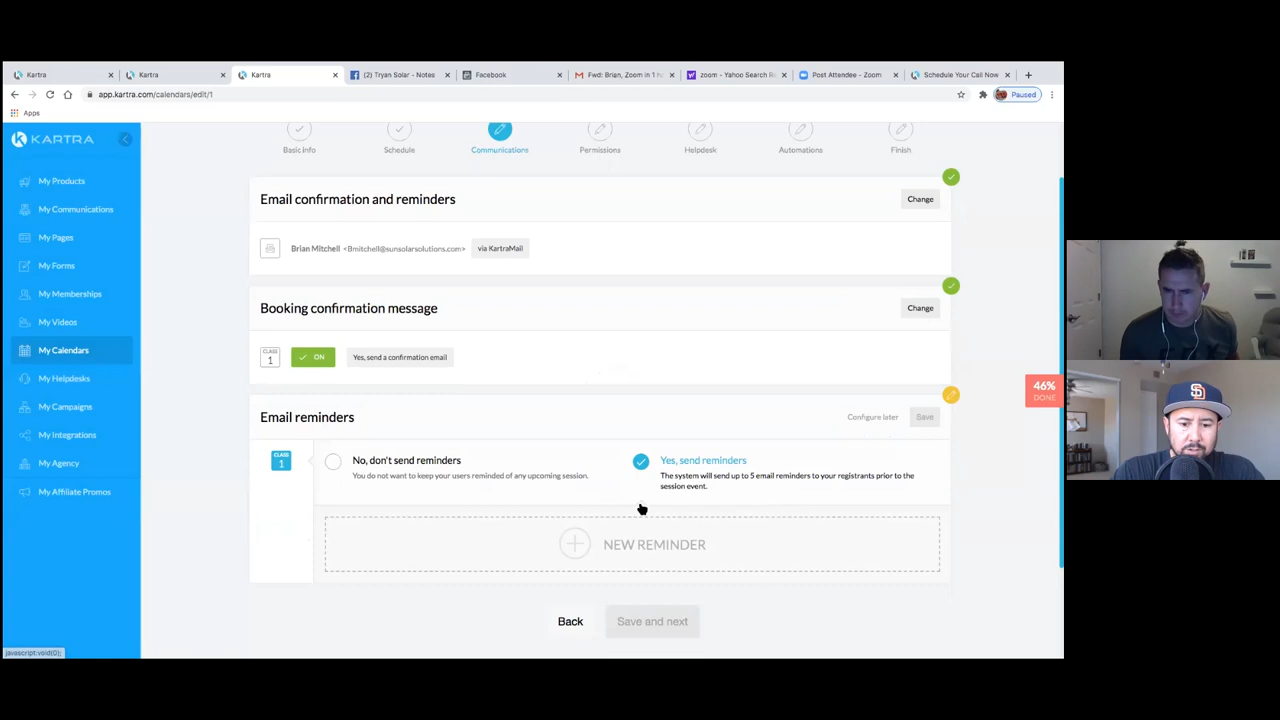 Kartra
Kartra
Kartra
(2) Tryan Solar - Notes
Facebook
Fwd: Brian, Zoom in 1 h
zoom - Yahoo Search R
Post Attendee - Zoom
Schedule Your Call Now
app.kartra.com/calendars/edit/1
Paused
Apps
KARTRA
My Products
My Communications
My Pages
My Forms
My Memberships
My Videos
My Calendars
My Helpdesks
My Campaigns
My Integrations
My Agency
My Affiliate Promos
Basic Info
Schedule
Communications
Permissions
Helpdesk
Automations
Finish
Email confirmation and reminders
Change
Brian Mitchell <Bmitchell@sunsolarsolutions.com>
via KartraMail
Booking confirmation message
Change
CLASS
1
ON
Yes, send a confirmation email
Email reminders
Configure later
Save
CLASS
1
No, don't send reminders
You do not want to keep your users reminded of any upcoming session.
Yes, send reminders
The system will send up to 5 email reminders to your registrants prior to the
session event.
NEW REMINDER
Back
Save and next
46%
DONE
javascript:void(0);
SD